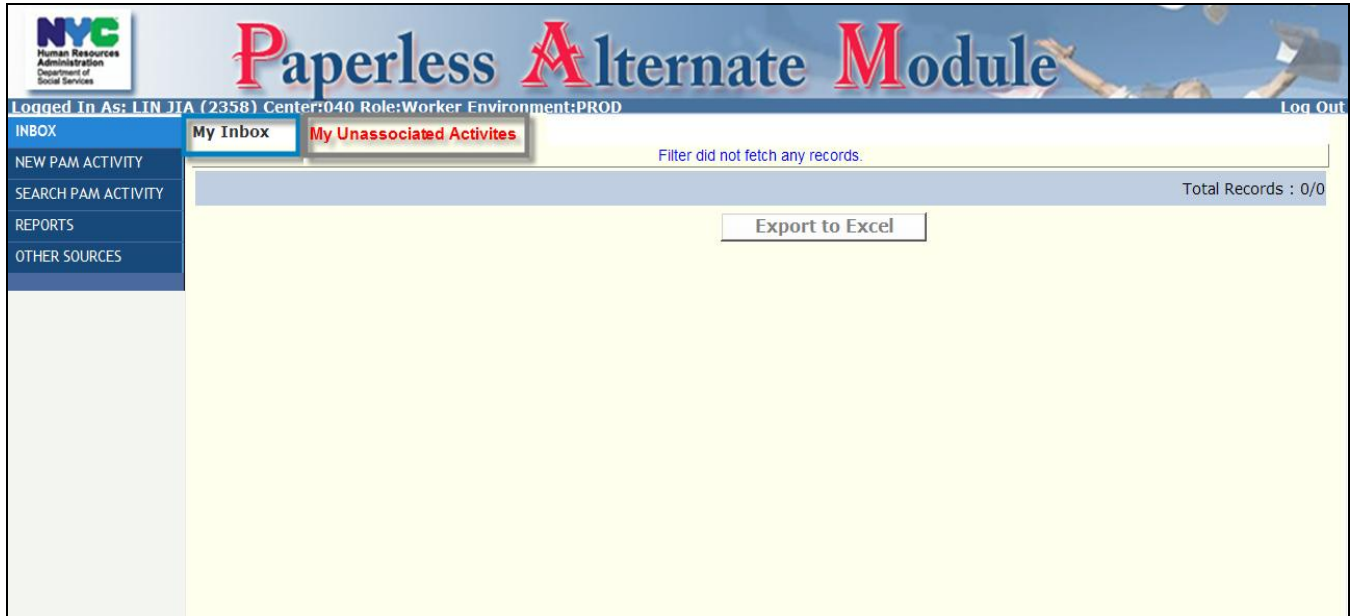 NYC
Human Resources
Administration
Department of
Social Services
Paperless Alternate Module
Logged In As: LIN JIA (2358) Center:040 Role:Worker Environment:PROD Log Out
INBOX
NEW PAM ACTIVITY
SEARCH PAM ACTIVITY
REPORTS
OTHER SOURCES
My Inbox My Unassociated Activites
Filter did not fetch any records.
Total Records : 0/0
Export to Excel